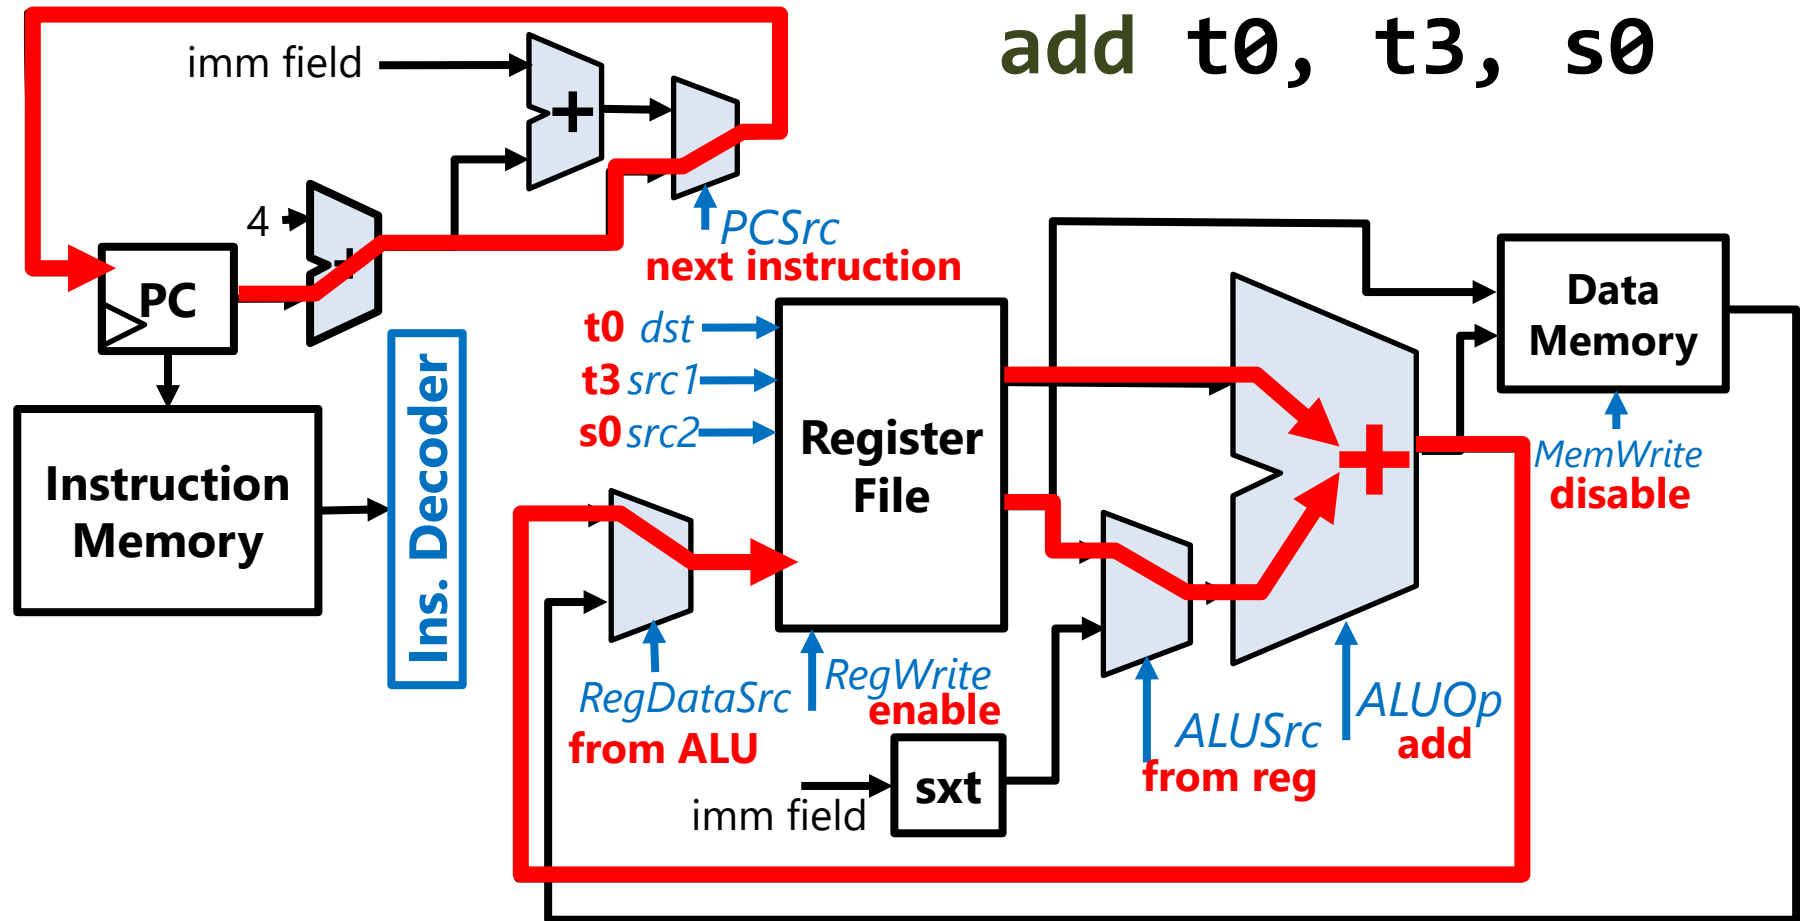 add t0, t3, s0
imm field
+
4
+
PCSrc
next instruction
PC
t0 dst
t3 src1
s0 src2
Register
File
Data
Memory
MemWrite
disable
Instruction
Memory
Ins. Decoder
+
RegDataSrc
from ALU
RegWrite
enable
ALUSrc
from reg
ALUOp
add
sxt
imm field